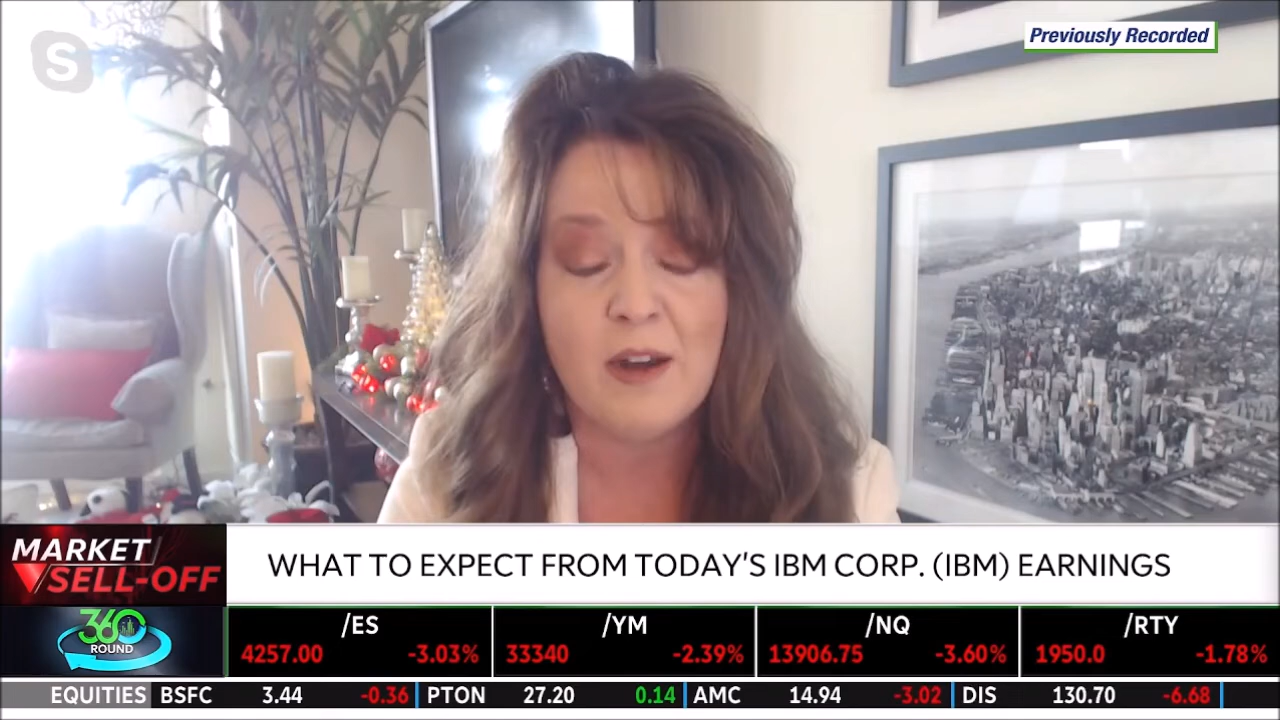 S
Previously Recorded
MARKET
SELL-OFF
WHAT TO EXPECT FROM TODAY'S IBM CORP. (IBM) EARNINGS
360
ROUND
/ES
4257.00 -3.03%
/YM
33340 -2.39%
/NQ
13906.75 -3.60%
/RTY
1950.0 -1.78%
EQUITIES BSFC 3.44 -0.36 PTON 27.20 0.14 AMC 14.94 -3.02 DIS 130.70 -6.68